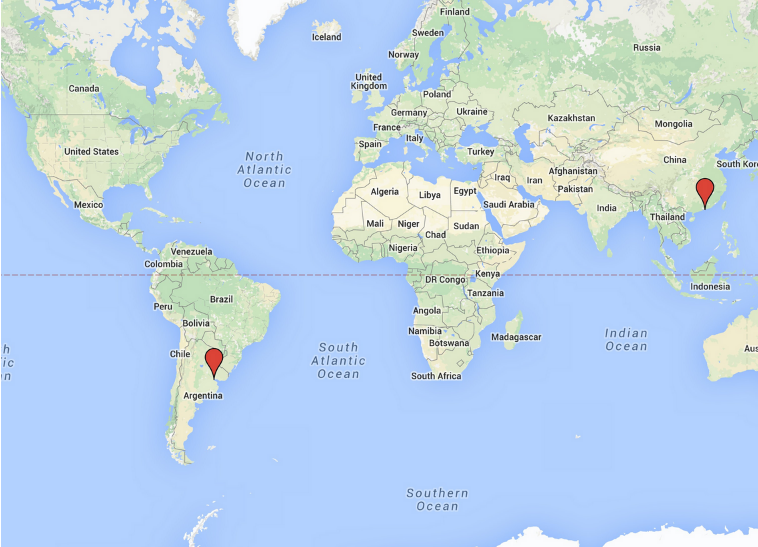 Finland
Iceland
Sweden
Russia
Norway
United
Kingdom
Canada
Poland
Germany
Ukraine
Kazakhstan
Mongolia
France
Italy
Spain
United States
Turkey
China
South Kor
North
Atlantic
Ocean
Afghanistan
Iraq
Iran
Pakistan
Algeria
Libya
Egypt
Mexico
Saudi Arabia
India
Thailand
Mali
Niger
Chad
Sudan
Nigeria
Ethiopia
Venezuela
Colombia
Kenya
DR Congo
Indonesia
Tanzania
Brazil
Peru
Angola
Bolivia
Namibia
Madagascar
Botswana
Indian
Ocean
h
ic
n
Chile
South
Atlantic
Ocean
Aus
South Africa
Argentina
Southern
Ocean